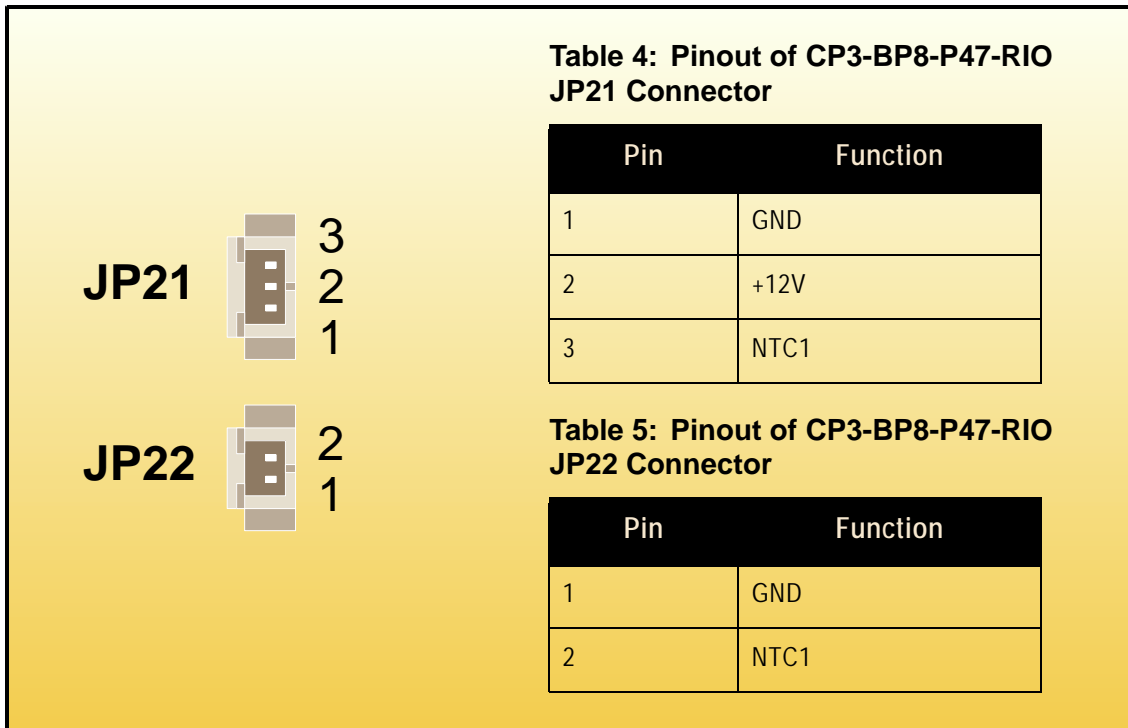 Table 4: Pinout of CP3-BP8-P47-RIO
JP21 Connector
Pin Function
1 GND
2 +12V
3 NTC1
JP21
3
2
1
Table 5: Pinout of CP3-BP8-P47-RIO
JP22 Connector
Pin Function
1 GND
2 NTC1
JP22
2
1